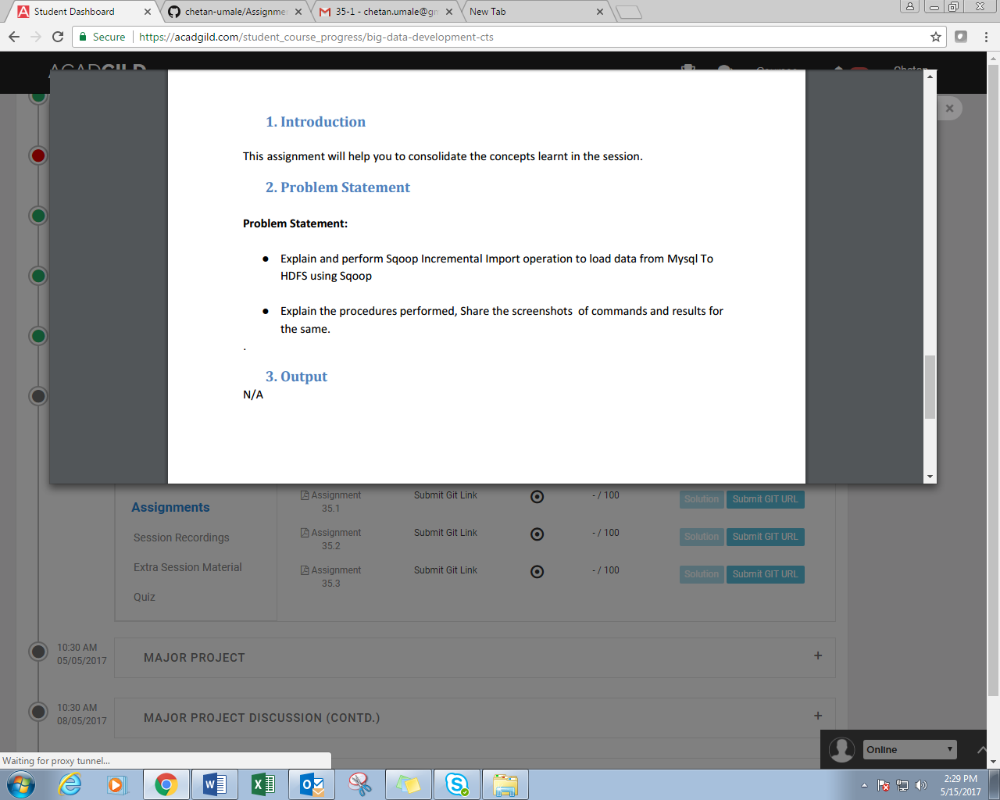 Student Dashboard
chetan-umale/Assignme
35-1 - chetan.umale@gm
New Tab
Secure
https://acadgild.com/student_course_progress/big-data-development-cts
ACADGILD
1. Introduction
This assignment will help you to consolidate the concepts learnt in the session.
2. Problem Statement
Problem Statement:
● Explain and perform Sqoop Incremental Import operation to load data from Mysql To
HDFS using Sqoop
● Explain the procedures performed, Share the screenshots of commands and results for
the same.
.
3. Output
N/A
Assignments
Session Recordings
Extra Session Material
Quiz
Assignment
35.1
Submit Git Link
- / 100
Solution
Submit GIT URL
Assignment
35.2
Submit Git Link
- / 100
Solution
Submit GIT URL
Assignment
35.3
Submit Git Link
- / 100
Solution
Submit GIT URL
10:30 AM
05/05/2017
MAJOR PROJECT
+
10:30 AM
08/05/2017
MAJOR PROJECT DISCUSSION (CONTD.)
+
Online
Waiting for proxy tunnel...
2:29 PM
5/15/2017